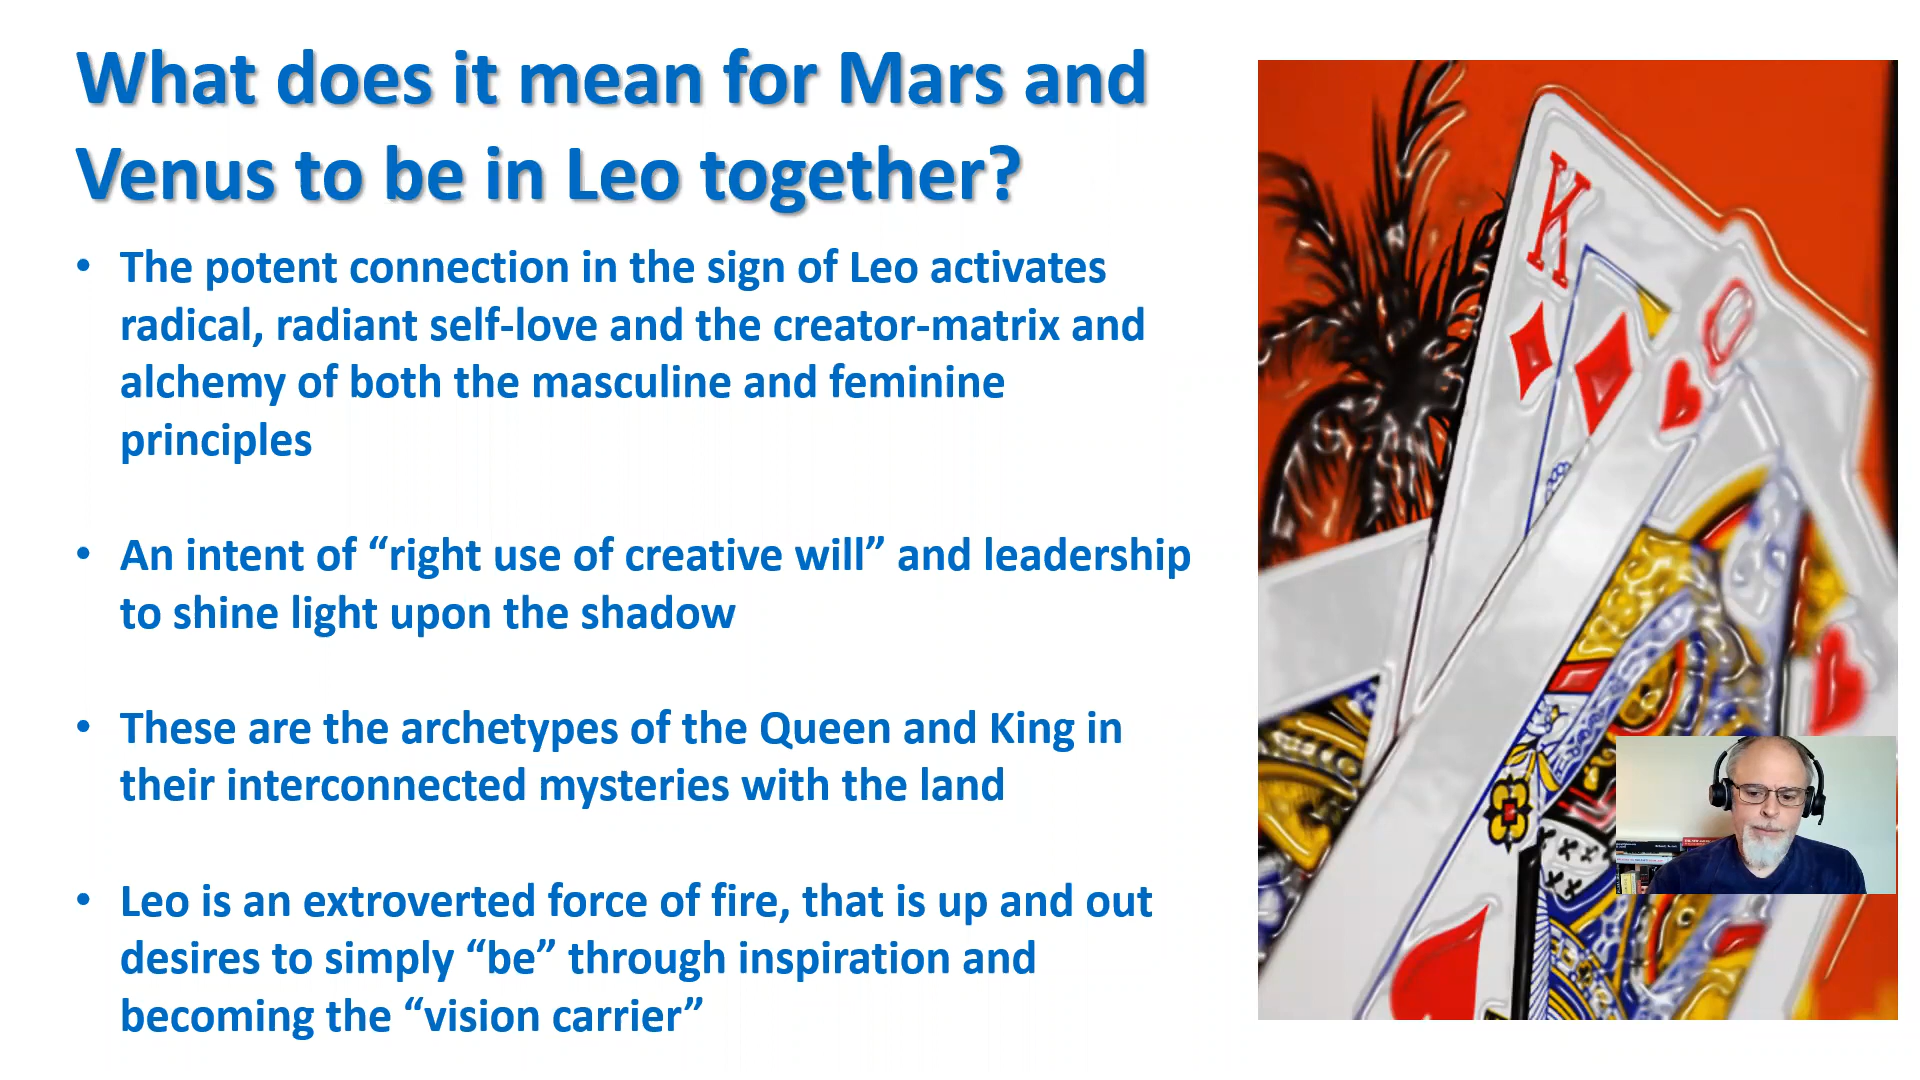 What does it mean for Mars and
Venus to be in Leo together?
• The potent connection in the sign of Leo activates
radical, radiant self-love and the creator-matrix and
alchemy of both the masculine and feminine
principles
• An intent of “right use of creative will” and leadership
to shine light upon the shadow
• These are the archetypes of the Queen and King in
their interconnected mysteries with the land
• Leo is an extroverted force of fire, that is up and out
desires to simply “be” through inspiration and
becoming the “vision carrier”
K
Q